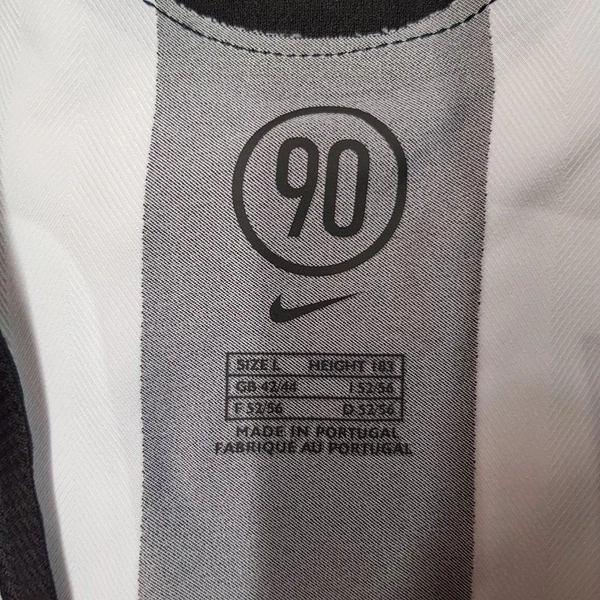 90
SIZE L HEIGHT 183
GB 42/44 I 52/56
F 52/56 D 52/56
MADE IN PORTUGAL
FABRIQUÉ AU PORTUGAL